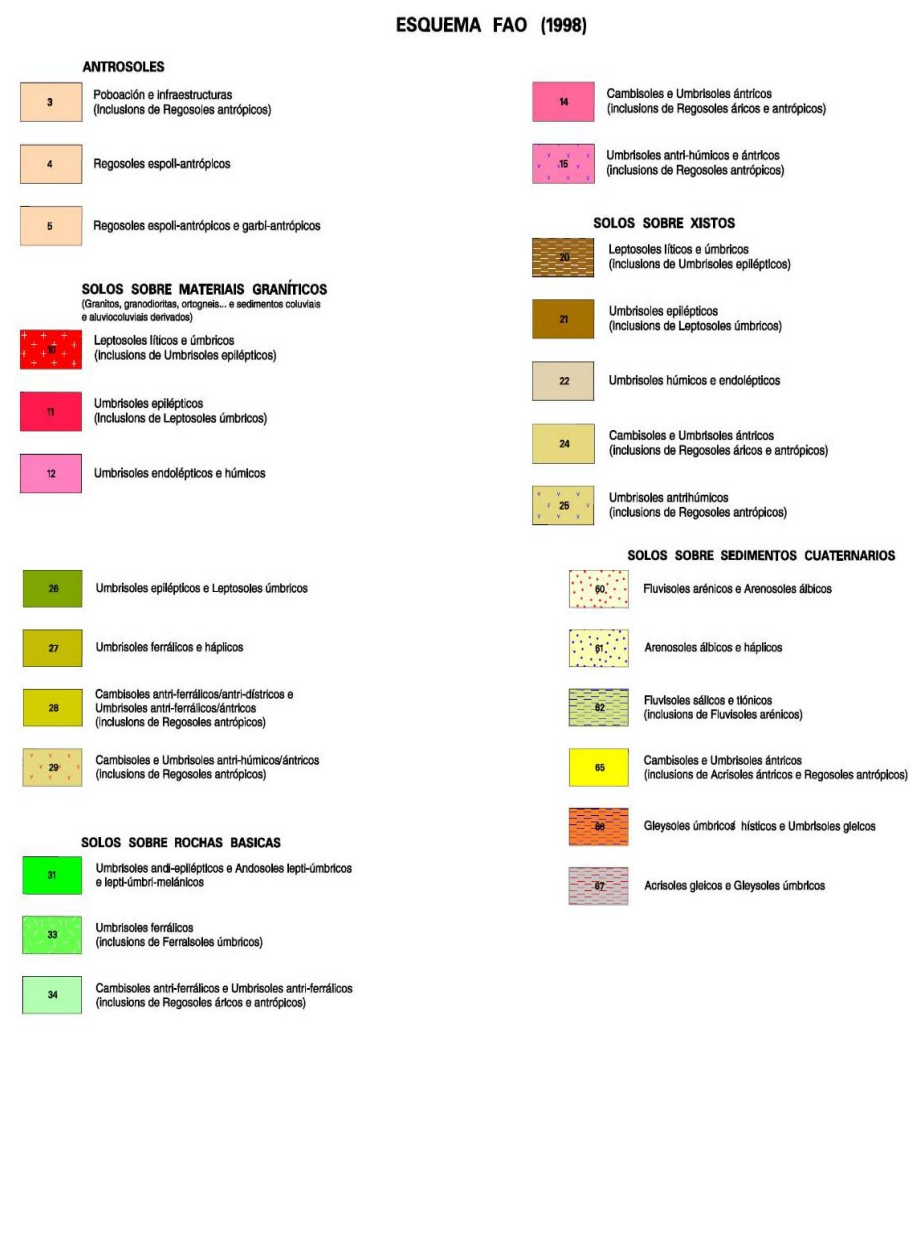 ESQUEMA FAO (1998)
ANTROSOLES
3
Poboación e infraestructuras
(Inclusions de Regosoles antrópicos)
4
Regosoles espoli-antrópicos
5
Regosoles espoli-antrópicos e garbi-antrópicos
SOLOS SOBRE MATERIAIS GRANÍTICOS
(Granitos, granodioritas, ortogneis... e sedimentos coluviais
e aluviocoluviais derivados)
10
Leptosoles líticos e úmbricos
(inclusions de Umbrisoles epilépticos)
11
Umbrisoles epilépticos
(Inclusions de Leptosoles úmbricos)
12
Umbrisoles endolépticos e húmicos
14
Cambisoles e Umbrisoles ántricos
(inclusions de Regosoles áricos e antrópicos)
15
Umbrisoles antri-húmicos e ántricos
(inclusions de Regosoles antrópicos)
SOLOS SOBRE XISTOS
20
Leptosoles líticos e úmbricos
(inclusions de Umbrisoles epilépticos)
21
Umbrisoles epilépticos
(inclusions de Leptosoles úmbricos)
22
Umbrisoles húmicos e endolépticos
24
Cambisoles e Umbrisoles ántricos
(inclusions de Regosoles áricos e antrópicos)
25
Umbrisoles antrihúmicos
(inclusions de Regosoles antrópicos)
26
Umbrisoles epilépticos e Leptosoles úmbricos
27
Umbrisoles ferrálicos e háplicos
28
Cambisoles antri-ferrálicos/antri-dístricos e
Umbrisoles antri-ferrálicos/ántricos
(inclusions de Regosoles antrópicos)
29
Cambisoles e Umbrisoles antri-húmicos/ántricos
(inclusions de Regosoles antrópicos)
SOLOS SOBRE ROCHAS BASICAS
31
Umbrisoles andi-epilépticos e Andosoles lepti-úmbricos
e lepti-úmbri-melánicos
33
Umbrisoles ferrálicos
(inclusions de Ferralsoles úmbricos)
34
Cambisoles antri-ferrálicos e Umbrisoles antri-ferrálicos
(inclusions de Regosoles áricos e antrópicos)
SOLOS SOBRE SEDIMENTOS CUATERNARIOS
60
Fluvisoles arénicos e Arenosoles álbicos
61
Arenosoles álbicos e háplicos
62
Fluvisoles sálicos e tiónicos
(inclusions de Fluvisoles arénicos)
65
Cambisoles e Umbrisoles ántricos
(inclusions de Acrisoles ántricos e Regosoles antrópicos)
66
Gleysoles úmbricos/ hísticos e Umbrisoles gleicos
67
Acrisoles gleicos e Gleysoles úmbricos